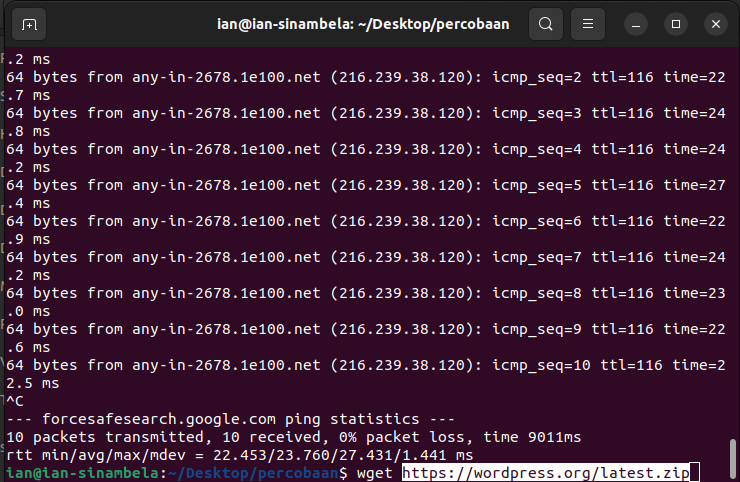 ian@ian-sinambela: ~/Desktop/percobaan
.2 ms
64 bytes from any-in-2678.1e100.net (216.239.38.120): icmp_seq=2 ttl=116 time=22
.7 ms
64 bytes from any-in-2678.1e100.net (216.239.38.120): icmp_seq=3 ttl=116 time=24
.8 ms
64 bytes from any-in-2678.1e100.net (216.239.38.120): icmp_seq=4 ttl=116 time=24
.2 ms
64 bytes from any-in-2678.1e100.net (216.239.38.120): icmp_seq=5 ttl=116 time=27
.4 ms
64 bytes from any-in-2678.1e100.net (216.239.38.120): icmp_seq=6 ttl=116 time=22
.9 ms
64 bytes from any-in-2678.1e100.net (216.239.38.120): icmp_seq=7 ttl=116 time=24
.2 ms
64 bytes from any-in-2678.1e100.net (216.239.38.120): icmp_seq=8 ttl=116 time=23
.0 ms
64 bytes from any-in-2678.1e100.net (216.239.38.120): icmp_seq=9 ttl=116 time=22
.6 ms
64 bytes from any-in-2678.1e100.net (216.239.38.120): icmp_seq=10 ttl=116 time=2
2.5 ms
^C
--- forcesafesearch.google.com ping statistics ---
10 packets transmitted, 10 received, 0% packet loss, time 9011ms
rtt min/avg/max/mdev = 22.453/23.760/27.431/1.441 ms
ian@ian-sinambela:~/Desktop/percobaan$ wget https://wordpress.org/latest.zip